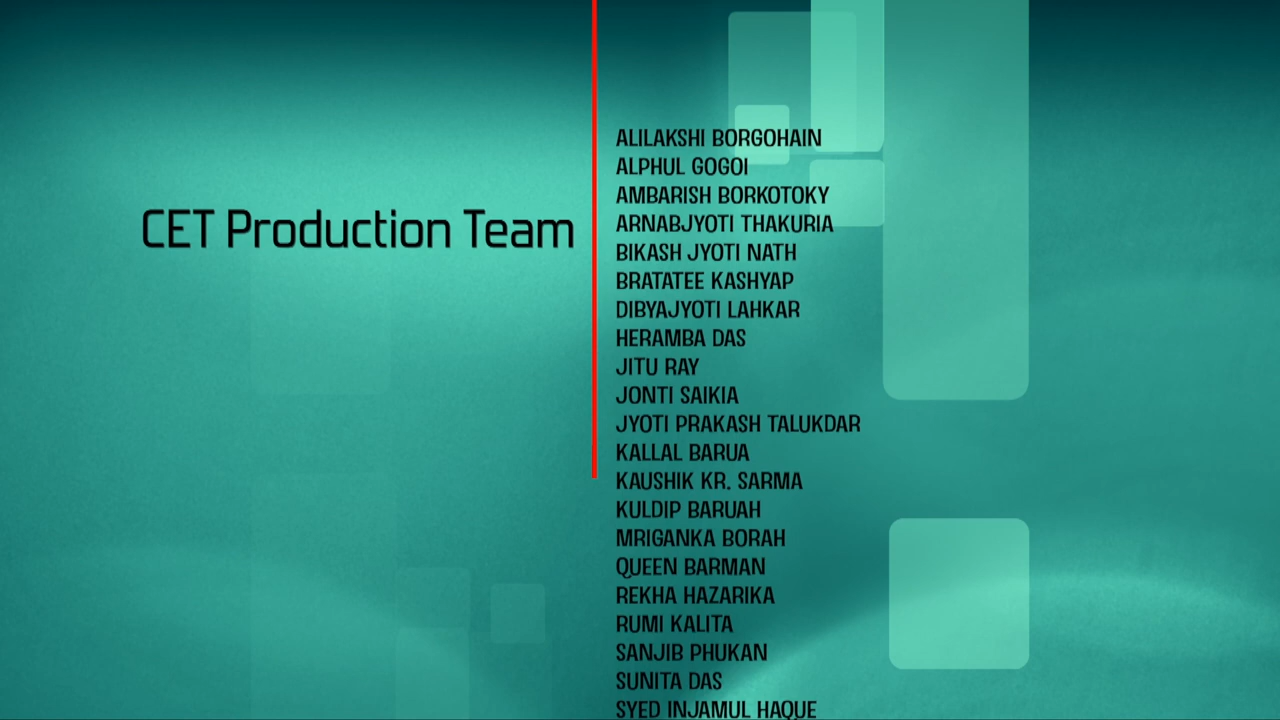 CET Production Team
ALILAKSHI BORGOHAIN
ALPHUL GOGOI
AMBARISH BORKOTOKY
ARNABJYOTI THAKURIA
BIKASH JYOTI NATH
BRATATEE KASHYAP
DIBYAJYOTI LAHKAR
HERAMBA DAS
JITU RAY
JONTI SAIKIA
JYOTI PRAKASH TALUKDAR
KALLAL BARUA
KAUSHIK KR. SARMA
KULDIP BARUAH
MRIGANKA BORAH
QUEEN BARMAN
REKHA HAZARIKA
RUMI KALITA
SANJIB PHUKAN
SUNITA DAS
SYED INJAMUL HAQUE